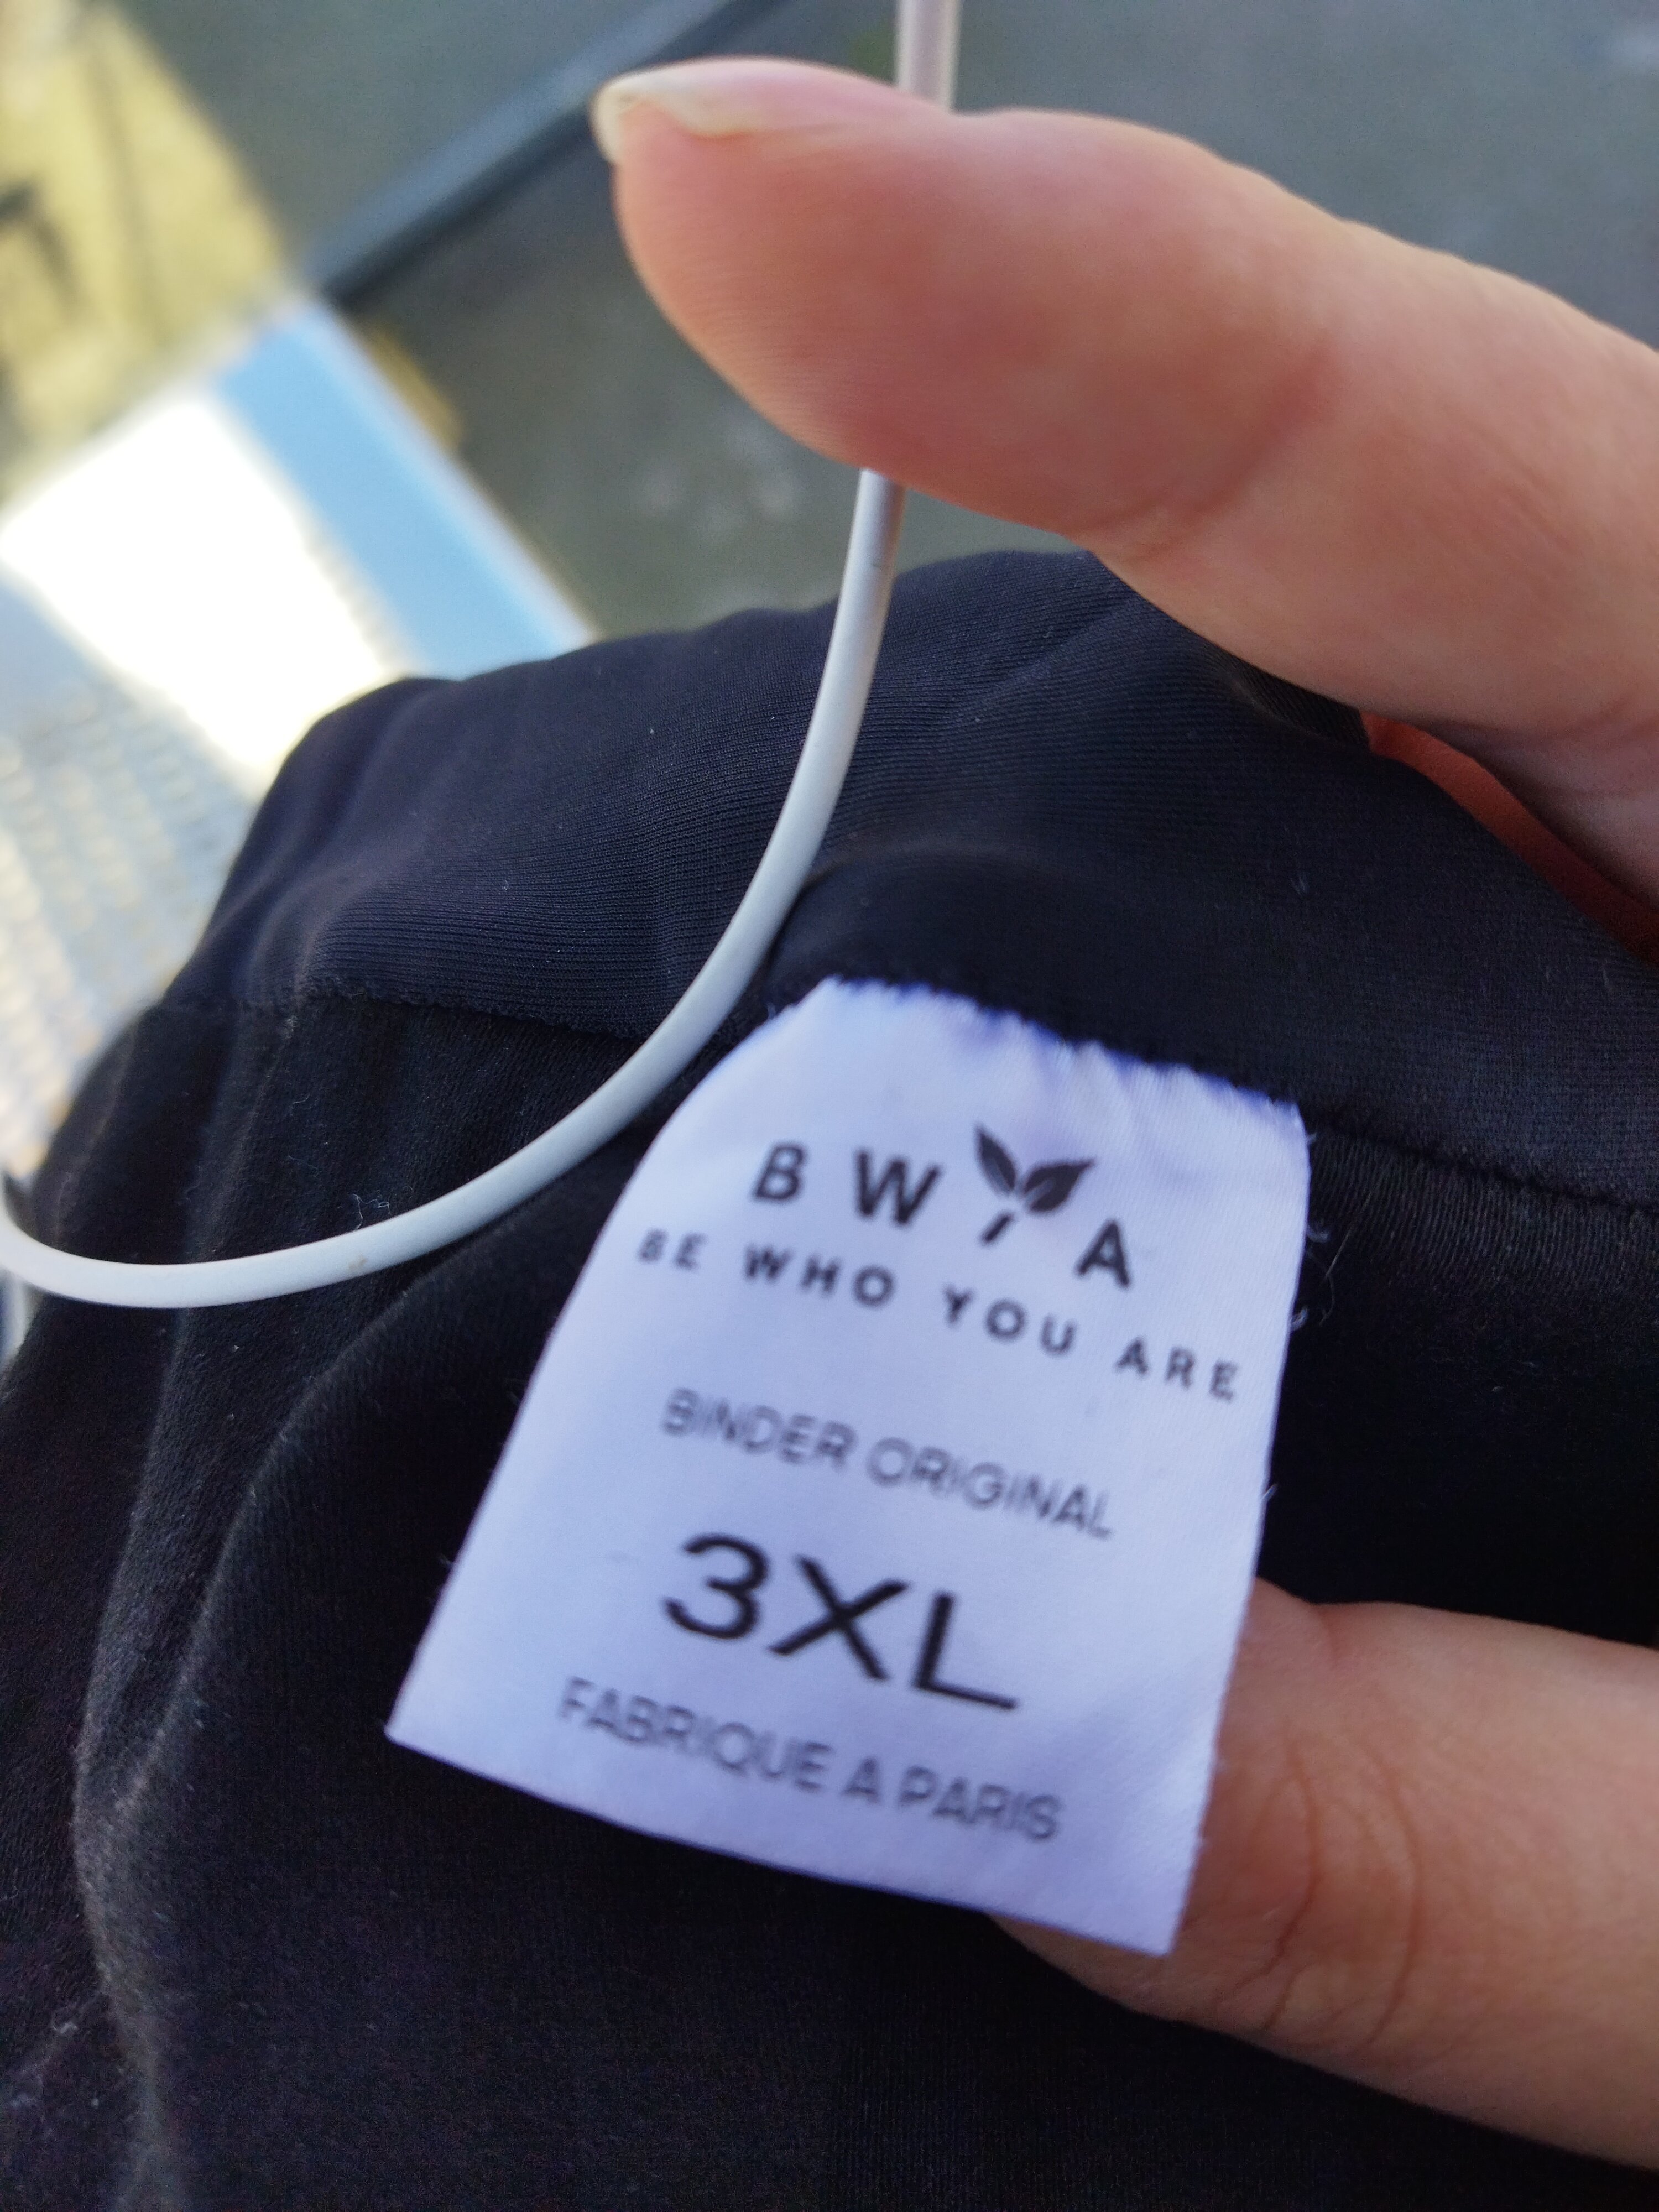 BWYA
BE WHO YOU ARE
BINDER ORIGINAL
3XL
FABRIQUE A PARIS